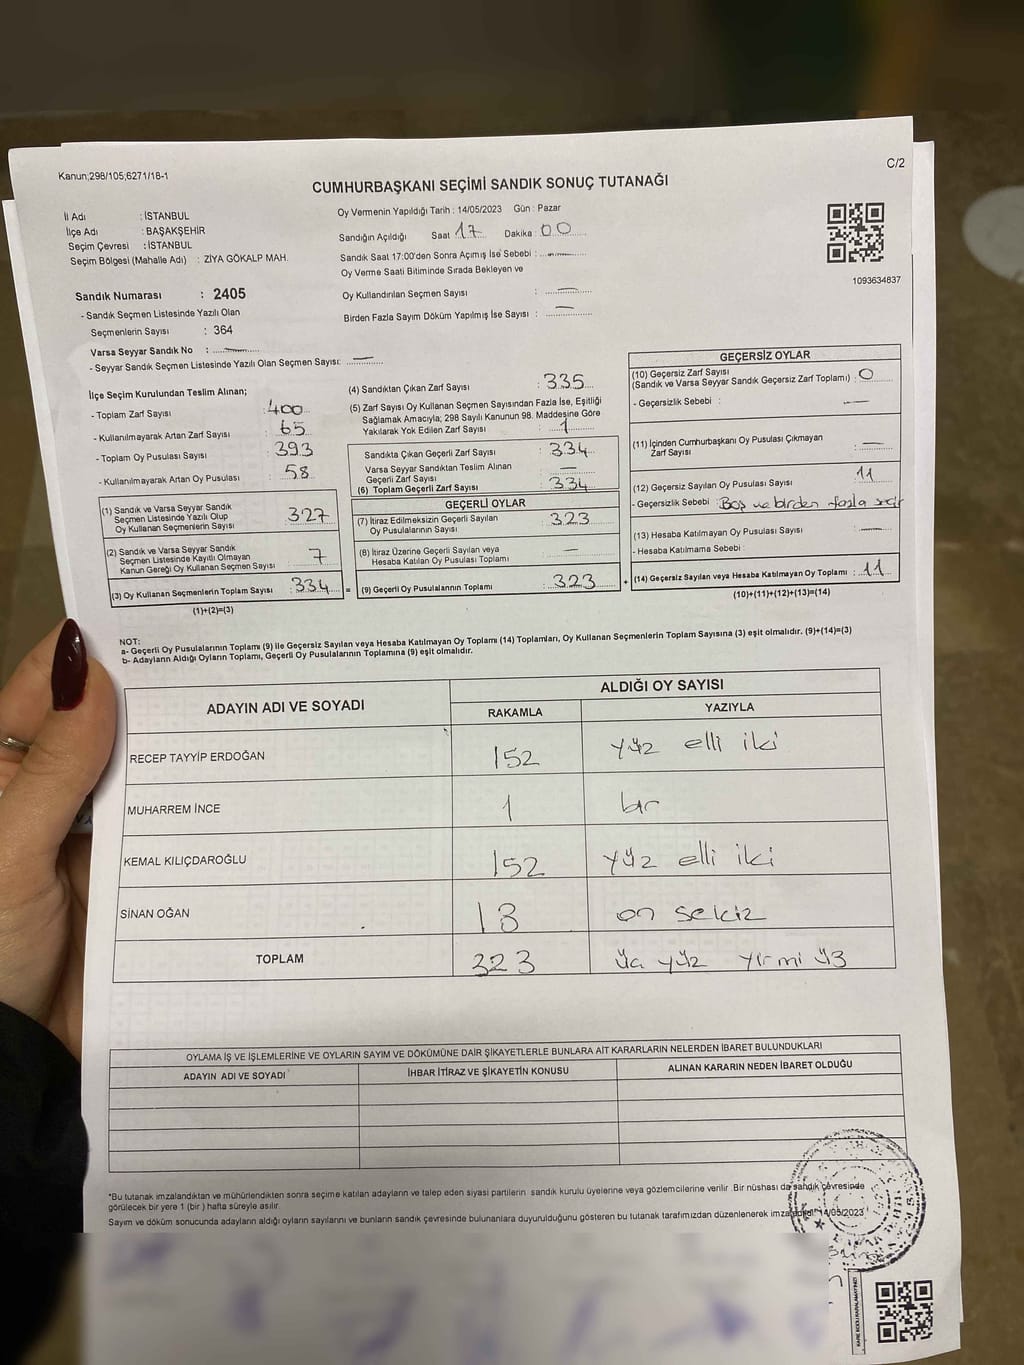 Kanun;298/105;6271/18-1
C/2
CUMHURBAŞKANI SEÇİMİ SANDIK SONUÇ TUTANAĞI
İl Adı : İSTANBUL
İlçe Adı : BAŞAKŞEHİR
Seçim Çevresi : İSTANBUL
Seçim Bölgesi (Mahalle Adı) : ZİYA GÖKALP MAH.
Oy Vermenin Yapıldığı Tarih : 14/05/2023 Gün : Pazar
Sandığın Açıldığı Saat 17 Dakika : 00
Sandık Saat 17:00'den Sonra Açımış İse Sebebi : —
Oy Verme Saati Bitiminde Sırada Bekleyen ve
Oy Kullandırılan Seçmen Sayısı : —
Birden Fazla Sayım Döküm Yapılmış İse Sayısı : —
1093634837
Sandık Numarası : 2405
- Sandık Seçmen Listesinde Yazılı Olan
Seçmenlerin Sayısı : 364
Varsa Seyyar Sandık No : —
- Seyyar Sandık Seçmen Listesinde Yazılı Olan Seçmen Sayısı: —
İlçe Seçim Kurulundan Teslim Alınan;
- Toplam Zarf Sayısı : 400
- Kullanılmayarak Artan Zarf Sayısı : 65
- Toplam Oy Pusulası Sayısı : 393
- Kullanılmayarak Artan Oy Pusulası : 58
(1) Sandık ve Varsa Seyyar Sandık
Seçmen Listesinde Yazılı Olup
Oy Kullanan Seçmenlerin Sayısı : 327
(2) Sandık ve Varsa Seyyar Sandık
Seçmen Listesinde Kayıtlı Olmayan
Kanun Gereği Oy Kullanan Seçmen Sayısı : 7
(3) Oy Kullanan Seçmenlerin Toplam Sayısı : 334
(1)+(2)=(3)
(4) Sandıktan Çıkan Zarf Sayısı : 335
(5) Zarf Sayısı Oy Kullanan Seçmen Sayısından Fazla İse, Eşitliği
Sağlamak Amacıyla; 298 Sayılı Kanunun 98. Maddesine Göre
Yakılarak Yok Edilen Zarf Sayısı : 1
Sandıkta Çıkan Geçerli Zarf Sayısı : 334
Varsa Seyyar Sandıktan Teslim Alınan
Geçerli Zarf Sayısı : —
(6) Toplam Geçerli Zarf Sayısı : 334
GEÇERLİ OYLAR
(7) İtiraz Edilmeksizin Geçerli Sayılan
Oy Pusulalarının Sayısı : 323
(8) İtiraz Üzerine Geçerli Sayılan veya
Hesaba Katılan Oy Pusulası Toplamı : —
= (9) Geçerli Oy Pusulalarının Toplamı : 323 +
GEÇERSİZ OYLAR
(10) Geçersiz Zarf Sayısı
(Sandık ve Varsa Seyyar Sandık Geçersiz Zarf Toplamı) : 0
- Geçersizlik Sebebi : —
(11) İçinden Cumhurbaşkanı Oy Pusulası Çıkmayan
Zarf Sayısı : —
(12) Geçersiz Sayılan Oy Pusulası Sayısı : 11
- Geçersizlik Sebebi : Boş ve birden fazla seçim
(13) Hesaba Katılmayan Oy Pusulası Sayısı : —
- Hesaba Katılmama Sebebi :
(14) Geçersiz Sayılan veya Hesaba Katılmayan Oy Toplamı : 11
(10)+(11)+(12)+(13)=(14)
NOT:
a- Geçerli Oy Pusulalarının Toplamı (9) ile Geçersiz Sayılan veya Hesaba Katılmayan Oy Toplamı (14) Toplamları, Oy Kullanan Seçmenlerin Toplam Sayısına (3) eşit olmalıdır. (9)+(14)=(3)
b- Adayların Aldığı Oyların Toplamı, Geçerli Oy Pusulalarının Toplamına (9) eşit olmalıdır.
ADAYIN ADI VE SOYADI
ALDIĞI OY SAYISI
RAKAMLA YAZIYLA
RECEP TAYYİP ERDOĞAN 152 yüz elli iki
MUHARREM İNCE 1 bir
KEMAL KILIÇDAROĞLU 152 yüz elli iki
SİNAN OĞAN 18 on sekiz
TOPLAM 323 üç yüz yirmi ü3
OYLAMA İŞ VE İŞLEMLERİNE VE OYLARIN SAYIM VE DÖKÜMÜNE DAİR ŞİKAYETLERLE BUNLARA AİT KARARLARIN NELERDEN İBARET BULUNDUKLARI
ADAYIN ADI VE SOYADI İHBAR İTİRAZ VE ŞİKAYETİN KONUSU ALINAN KARARIN NEDEN İBARET OLDUĞU
*Bu tutanak imzalandıktan ve mühürlendikten sonra seçime katılan adayların ve talep eden siyasi partilerin sandık kurulu üyelerine veya gözlemcilerine verilir .Bir nüshası da sandık çevresinde
görülecek bir yere 1 (bir ) hafta süreyle asılır.
Sayım ve döküm sonucunda adayların aldığı oyların sayılarını ve bunların sandık çevresinde bulunanlara duyurulduğunu gösteren bu tutanak tarafımızdan düzenlenerek imzalandı. 14/05/2023
KARE KODU KARALAMAYINIZ!